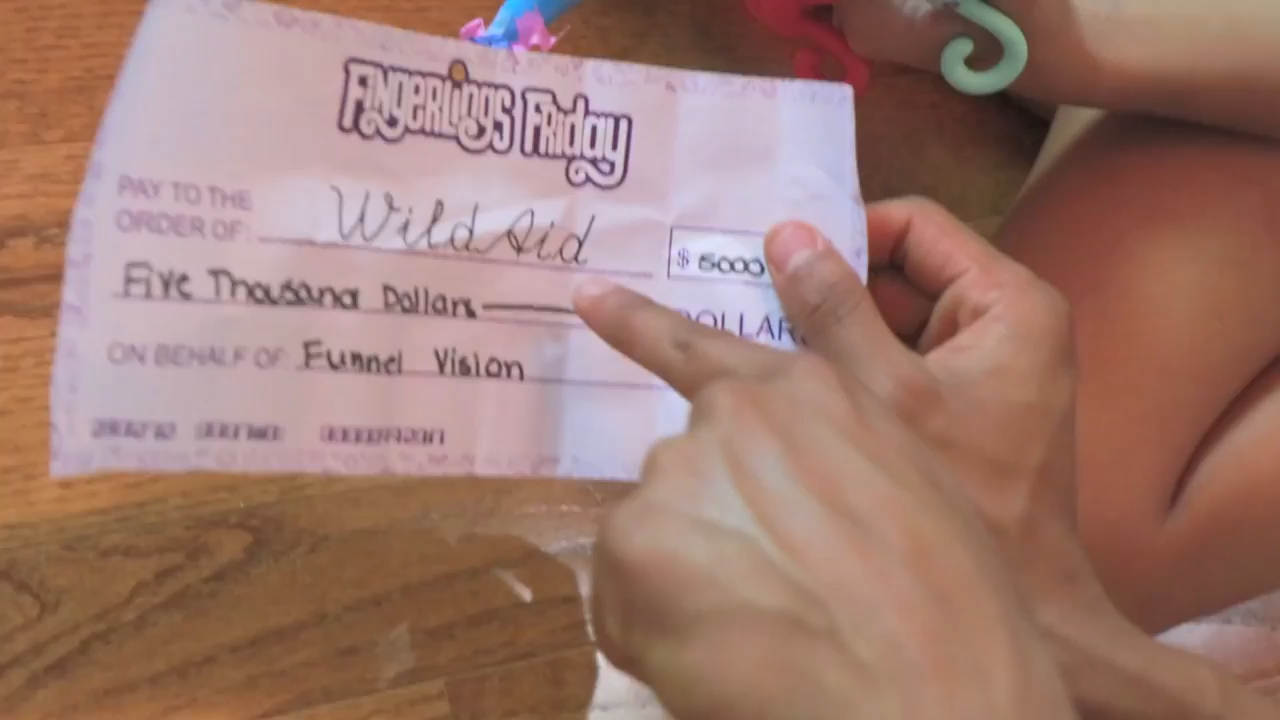 Fingerlings Friday
PAY TO THE
ORDER OF: Wild Aid
$ 5000
Five Thousand Dollars
DOLLARS
ON BEHALF OF: Funnel Vision